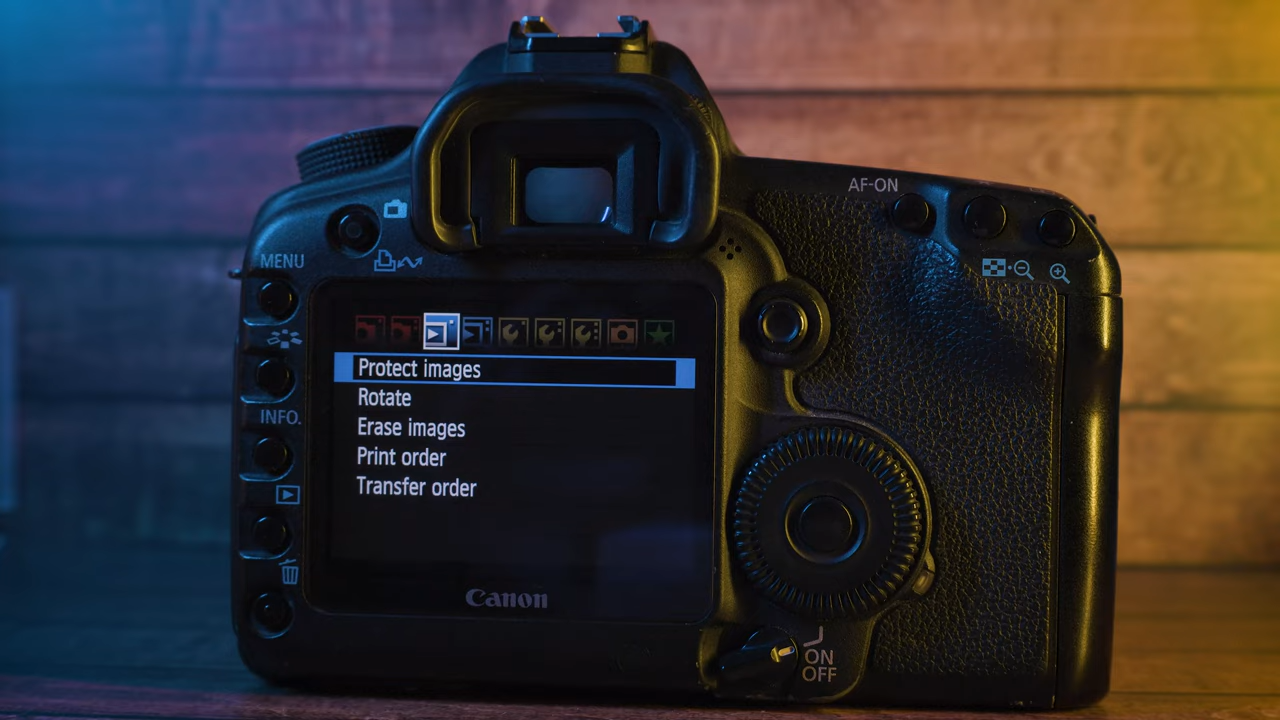 AF-ON
MENU
INFO.
Protect images
Rotate
Erase images
Print order
Transfer order
Canon
ON
OFF